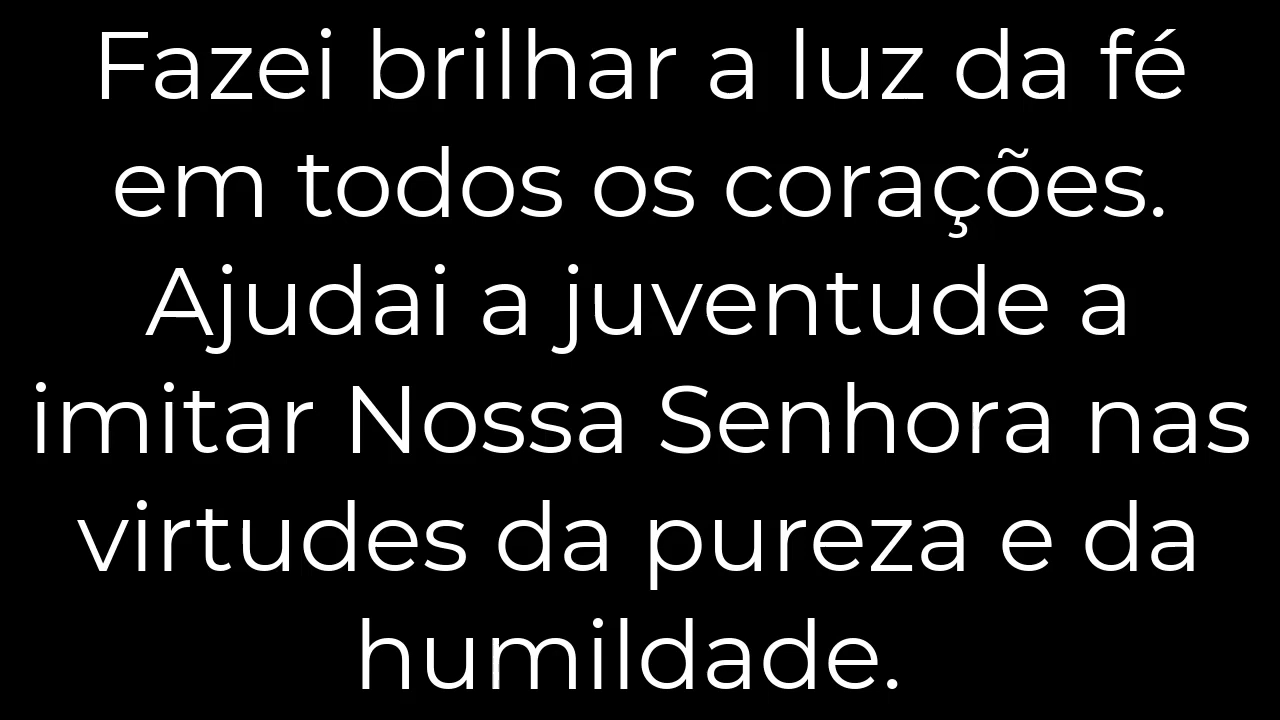 Fazei brilhar a luz da fé
em todos os corações.
Ajudai a juventude a
imitar Nossa Senhora nas
virtudes da pureza e da
humildade.